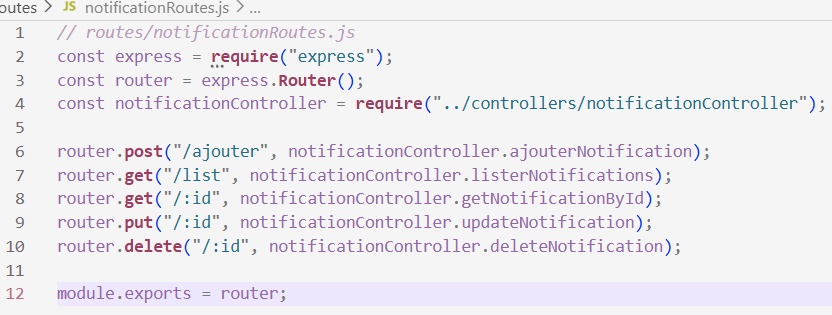 outes > JS notificationRoutes.js > ...
1 // routes/notificationRoutes.js
2 const express = require("express");
3 const router = express.Router();
4 const notificationController = require("../controllers/notificationController");
5
6 router.post("/ajouter", notificationController.ajouterNotification);
7 router.get("/list", notificationController.listerNotifications);
8 router.get("/:id", notificationController.getNotificationById);
9 router.put("/:id", notificationController.updateNotification);
10 router.delete("/:id", notificationController.deleteNotification);
11
12 module.exports = router;